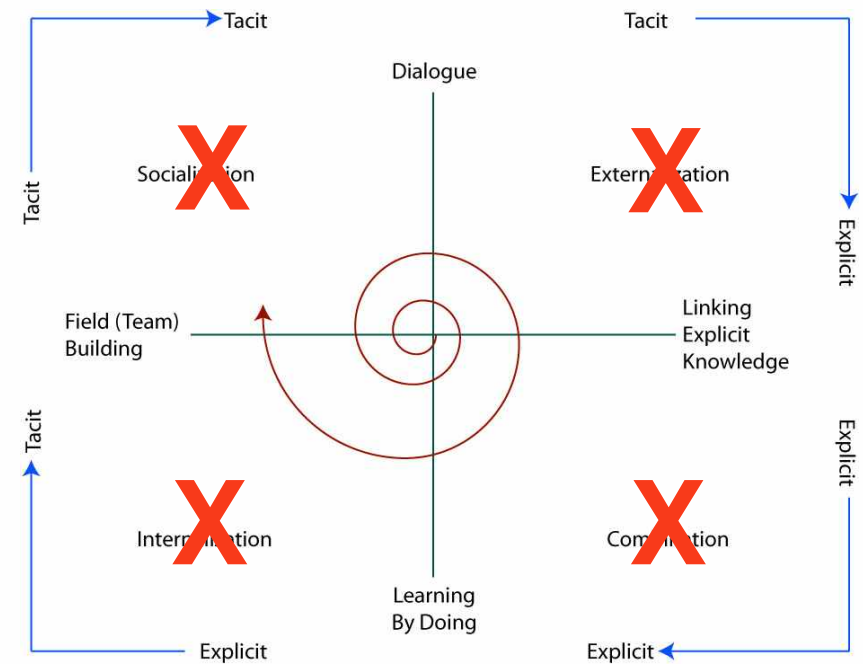 Tacit
Tacit
Dialogue
Tacit
Explicit
Field (Team)
Building
Linking
Explicit
Knowledge
Tacit
Explicit
Learning
By Doing
Explicit
Explicit